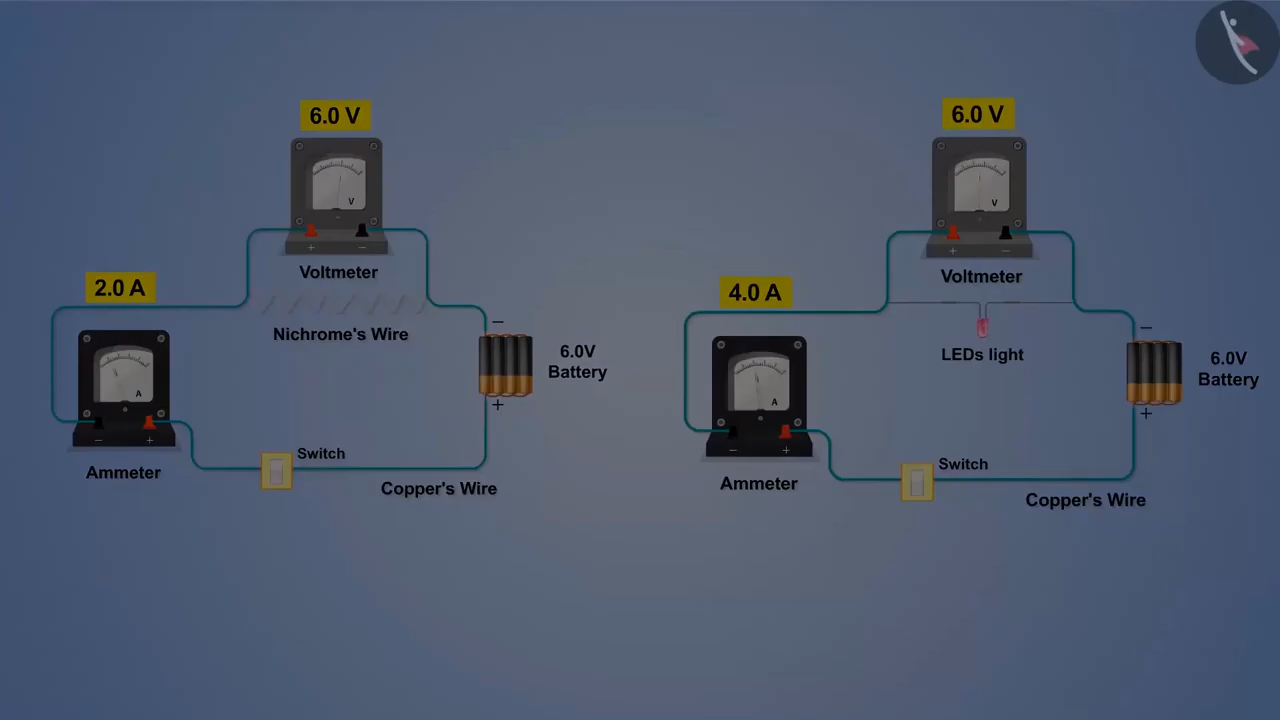 6.0 V
V
+ −
Voltmeter
2.0 A
Nichrome's Wire
−
6.0V
Battery
+
A
− +
Ammeter
Switch
Copper's Wire
6.0 V
V
+ −
Voltmeter
4.0 A
LEDs light
−
6.0V
Battery
+
A
− +
Ammeter
Switch
Copper's Wire